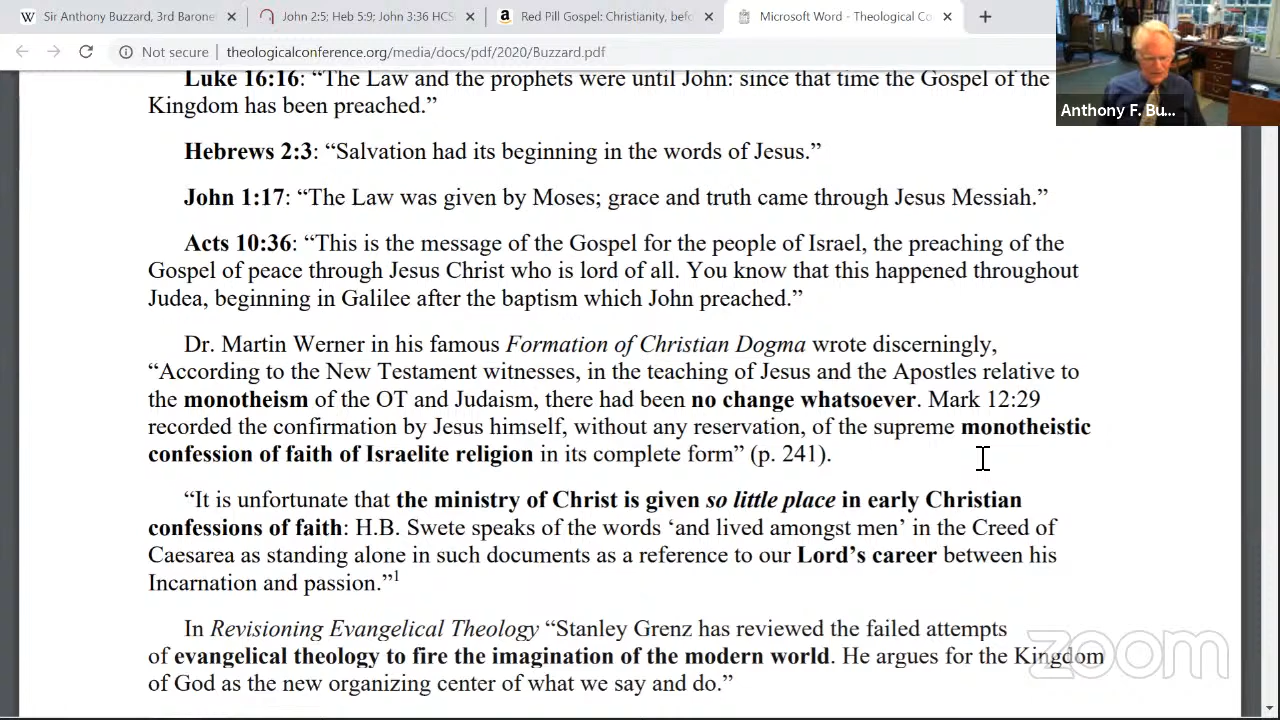 Sir Anthony Buzzard, 3rd Barone
John 2:5; Heb 5:9; John 3:36 HCS
Red Pill Gospel: Christianity, befo
Microsoft Word - Theological Co
Not secure | theologicalconference.org/media/docs/pdf/2020/Buzzard.pdf
Anthony F. Bu...
Luke 16:16: “The Law and the prophets were until John: since that time the Gospel of the
Kingdom has been preached.”
Hebrews 2:3: “Salvation had its beginning in the words of Jesus.”
John 1:17: “The Law was given by Moses; grace and truth came through Jesus Messiah.”
Acts 10:36: “This is the message of the Gospel for the people of Israel, the preaching of the
Gospel of peace through Jesus Christ who is lord of all. You know that this happened throughout
Judea, beginning in Galilee after the baptism which John preached.”
Dr. Martin Werner in his famous Formation of Christian Dogma wrote discerningly,
“According to the New Testament witnesses, in the teaching of Jesus and the Apostles relative to
the monotheism of the OT and Judaism, there had been no change whatsoever. Mark 12:29
recorded the confirmation by Jesus himself, without any reservation, of the supreme monotheistic
confession of faith of Israelite religion in its complete form” (p. 241).
“It is unfortunate that the ministry of Christ is given so little place in early Christian
confessions of faith: H.B. Swete speaks of the words ‘and lived amongst men’ in the Creed of
Caesarea as standing alone in such documents as a reference to our Lord’s career between his
Incarnation and passion.”1
In Revisioning Evangelical Theology “Stanley Grenz has reviewed the failed attempts
of evangelical theology to fire the imagination of the modern world. He argues for the Kingdom
of God as the new organizing center of what we say and do.”
zoom